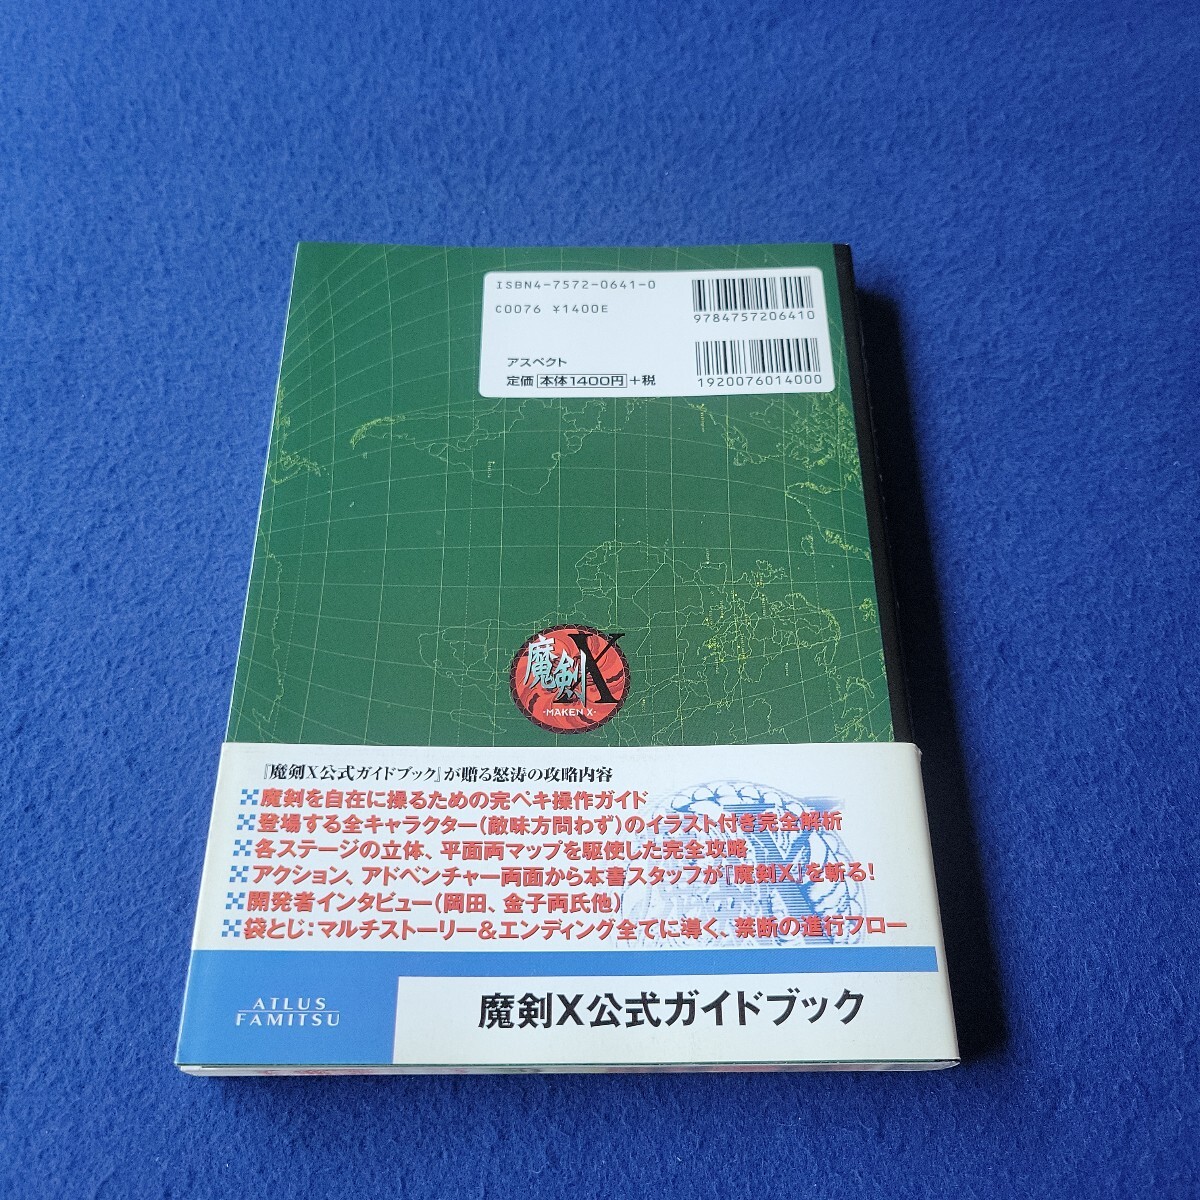 ISBN4-7572-0641-0
C0076 ¥1400E
9784757206410
アスペクト
定価 本体1400円 +税
1920076014000
魔剣X
-MAKEN X-
『魔剣X公式ガイドブック』が贈る怒涛の攻略内容
魔剣を自在に操るための完ペキ操作ガイド
登場する全キャラクター(敵味方問わず)のイラスト付き完全解析
各ステージの立体、平面両マップを駆使した完全攻略
アクション、アドベンチャー両面から本書スタッフが『魔剣X』を斬る!
開発者インタビュー(岡田、金子両氏他)
袋とじ:マルチストーリー&エンディング全てに導く、禁断の進行フロー
ATLUS
FAMITSU
魔剣X公式ガイドブック